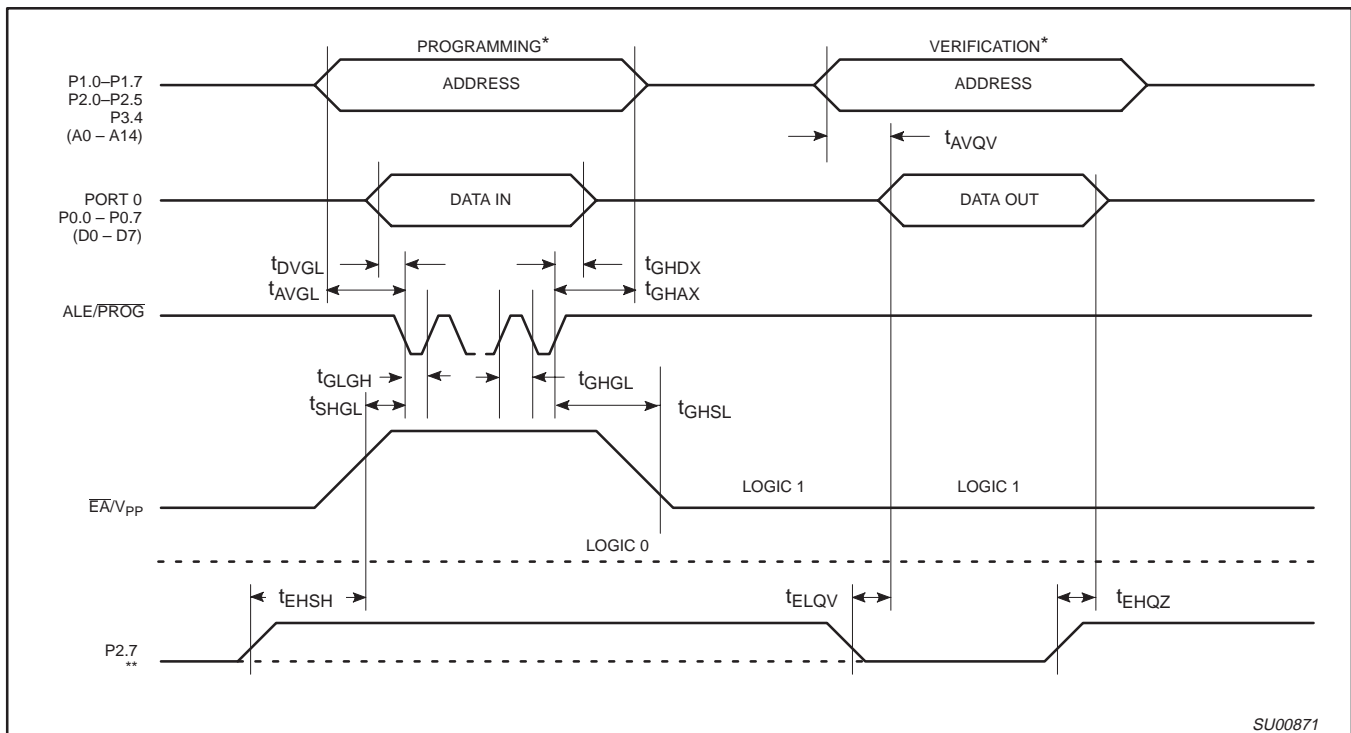 PROGRAMMING*
VERIFICATION*
P1.0–P1.7
P2.0–P2.5
P3.4
(A0 – A14)
ADDRESS
ADDRESS
tAVQV
PORT 0
P0.0 – P0.7
(D0 – D7)
DATA IN
DATA OUT
tDVGL
tGHDX
tAVGL
tGHAX
ALE/PROG
tGLGH
tGHGL
tSHGL
tGHSL
LOGIC 1
LOGIC 1
EA/VPP
LOGIC 0
tEHSH
tELQV
tEHQZ
P2.7
**
SU00871